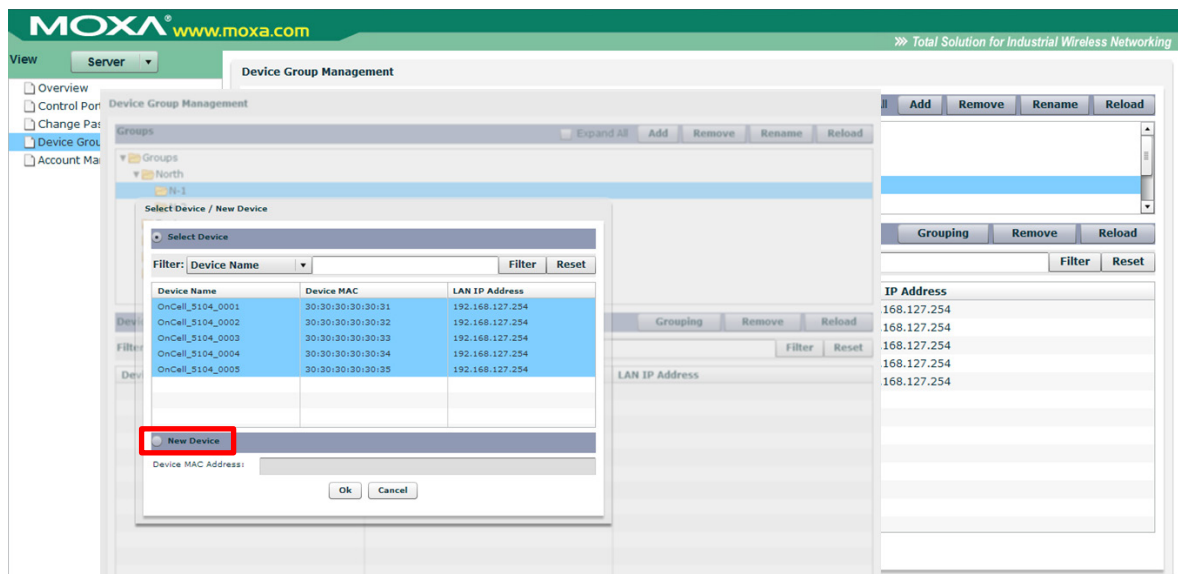 MOXA® www.moxa.com
Total Solution for Industrial Wireless Networking
View Server
Overview
Control Por
Change Pas
Device Grou
Account Ma
Device Group Management
All Add Remove Rename Reload
Grouping Remove Reload
Filter Reset
IP Address
.168.127.254
.168.127.254
.168.127.254
.168.127.254
.168.127.254
Device Group Management
Groups Expand All Add Remove Rename Reload
Groups
North
N-1
Grouping Remove Reload
Filter Filter Reset
Devi LAN IP Address
Select Device / New Device
Select Device
Filter: Device Name Filter Reset
Device Name Device MAC LAN IP Address
OnCell_5104_0001 30:30:30:30:30:31 192.168.127.254
OnCell_5104_0002 30:30:30:30:30:32 192.168.127.254
OnCell_5104_0003 30:30:30:30:30:33 192.168.127.254
OnCell_5104_0004 30:30:30:30:30:34 192.168.127.254
OnCell_5104_0005 30:30:30:30:30:35 192.168.127.254
New Device
Device MAC Address:
Ok Cancel